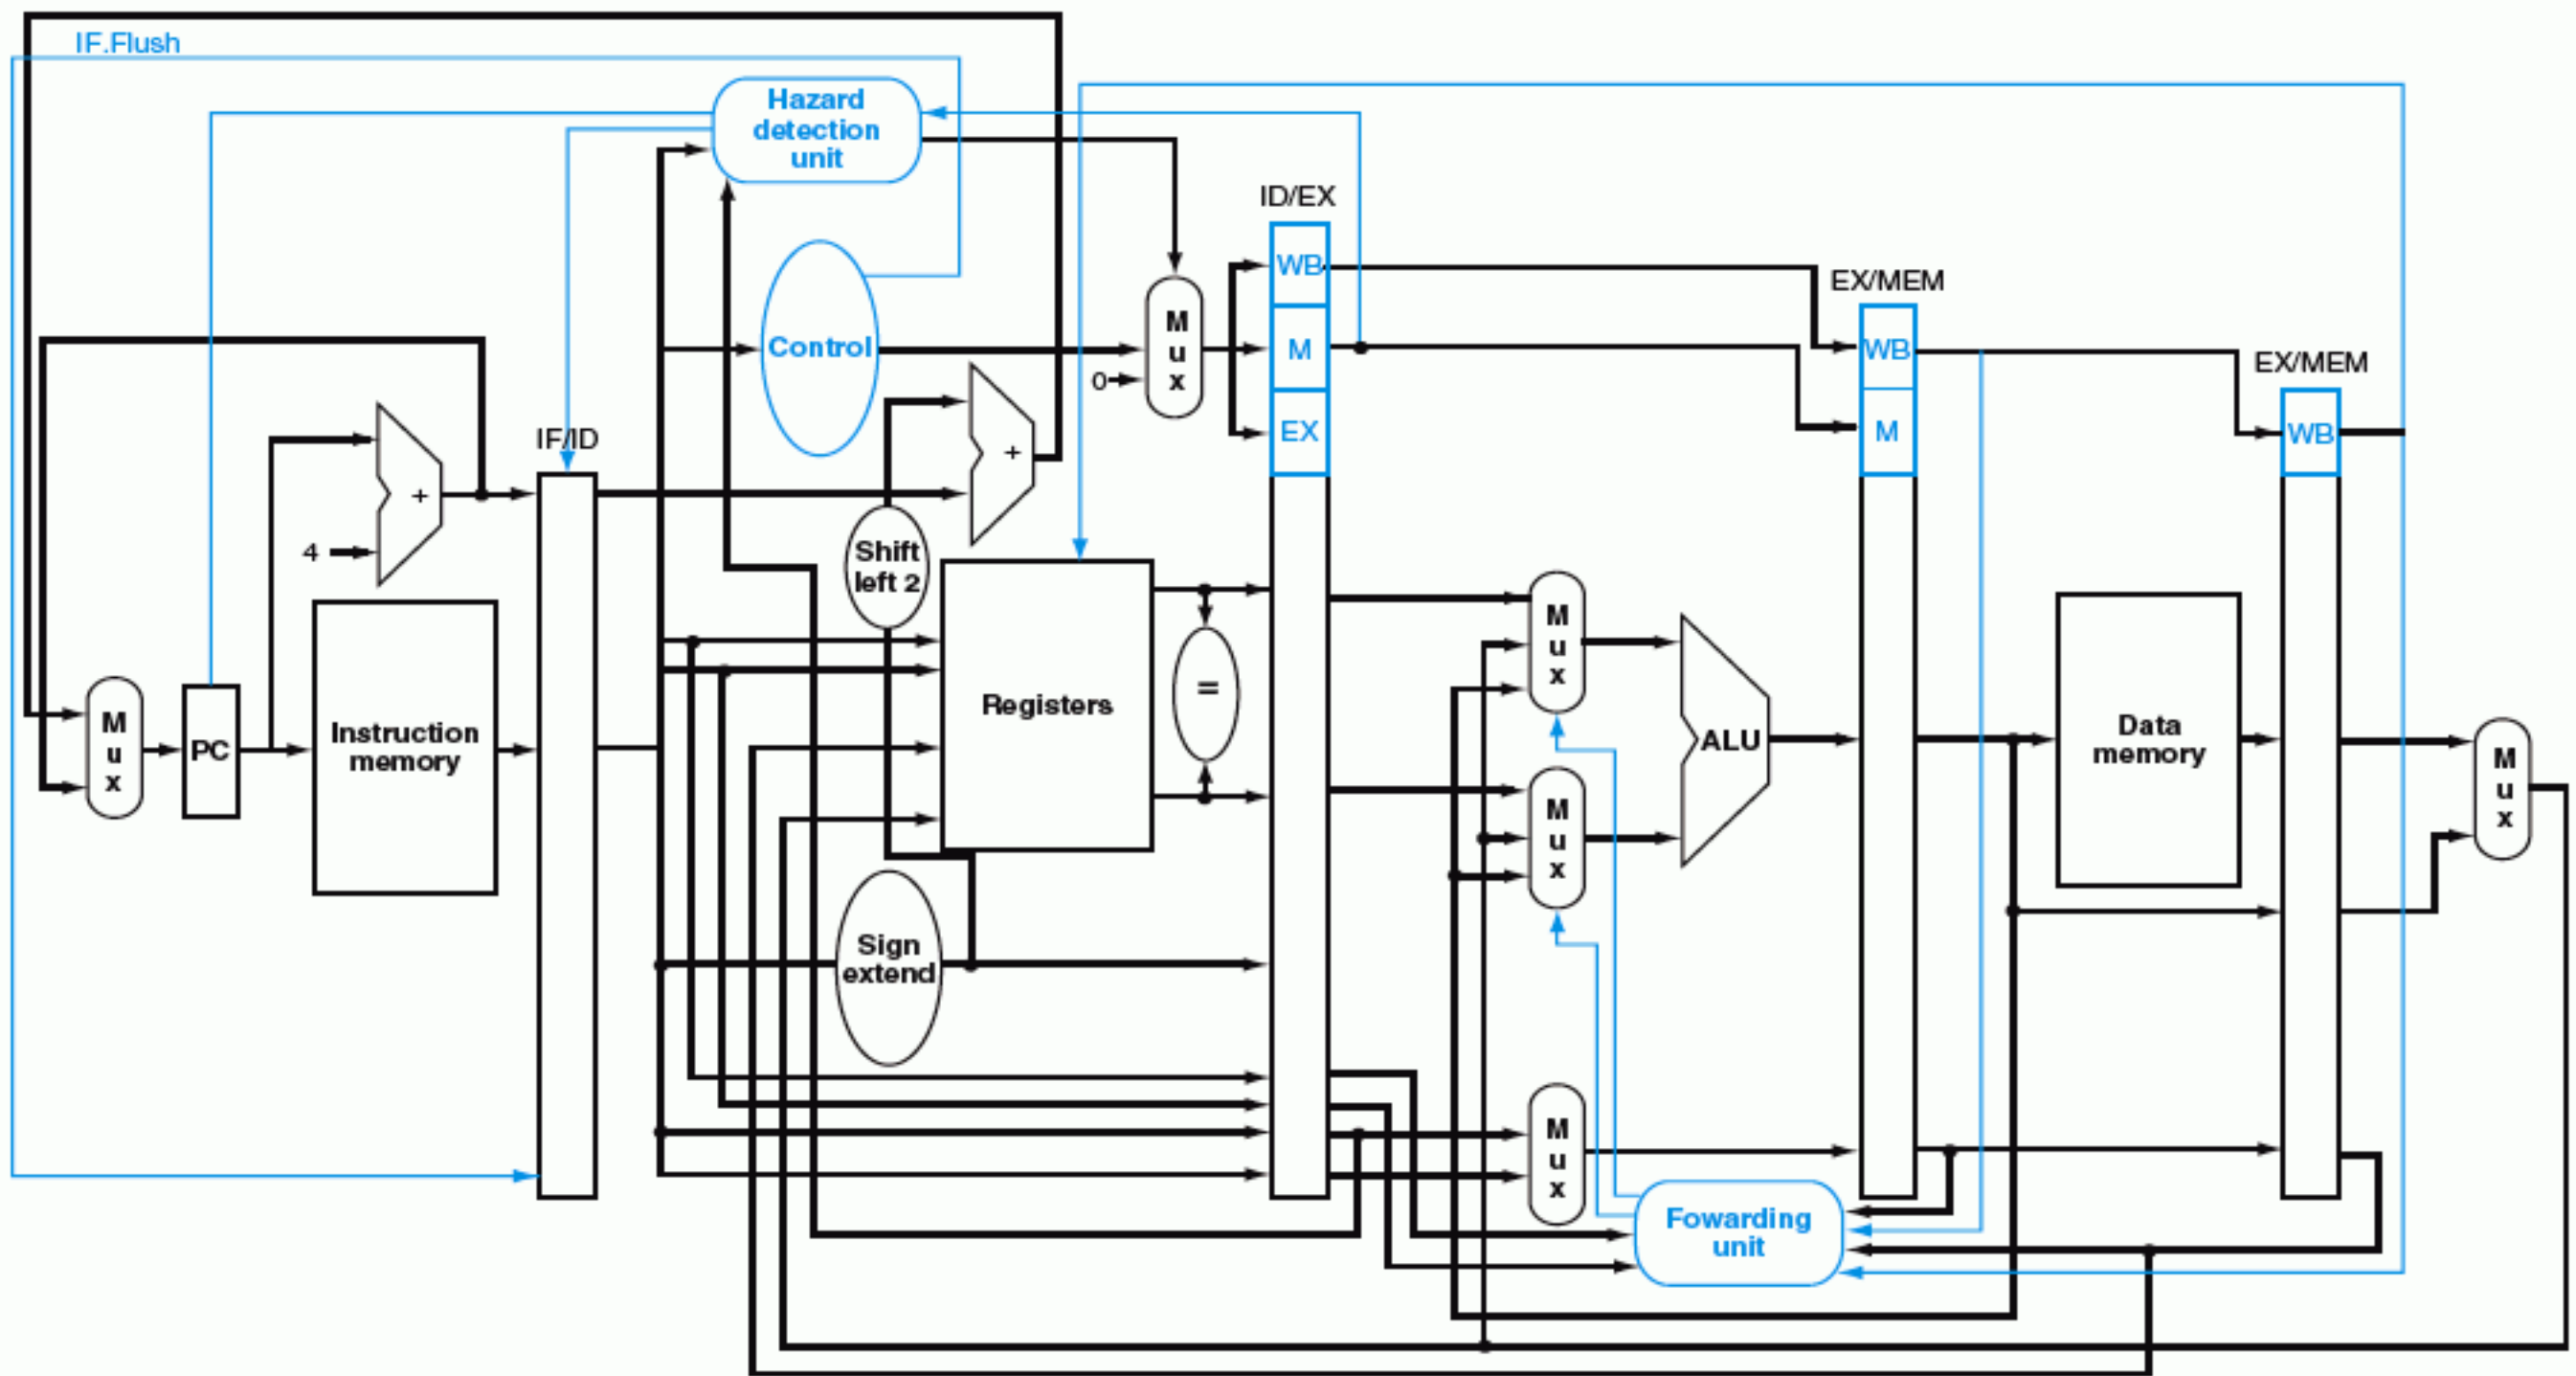 IF.Flush
Hazard
detection
unit
ID/EX
WB
M
EX
Control
M
u
x
0
EX/MEM
WB
M
EX/MEM
WB
+
4
IF/ID
+
Shift
left 2
M
u
x
PC
Instruction
memory
Registers
=
M
u
x
M
u
x
ALU
Data
memory
M
u
x
Sign
extend
M
u
x
Fowarding
unit